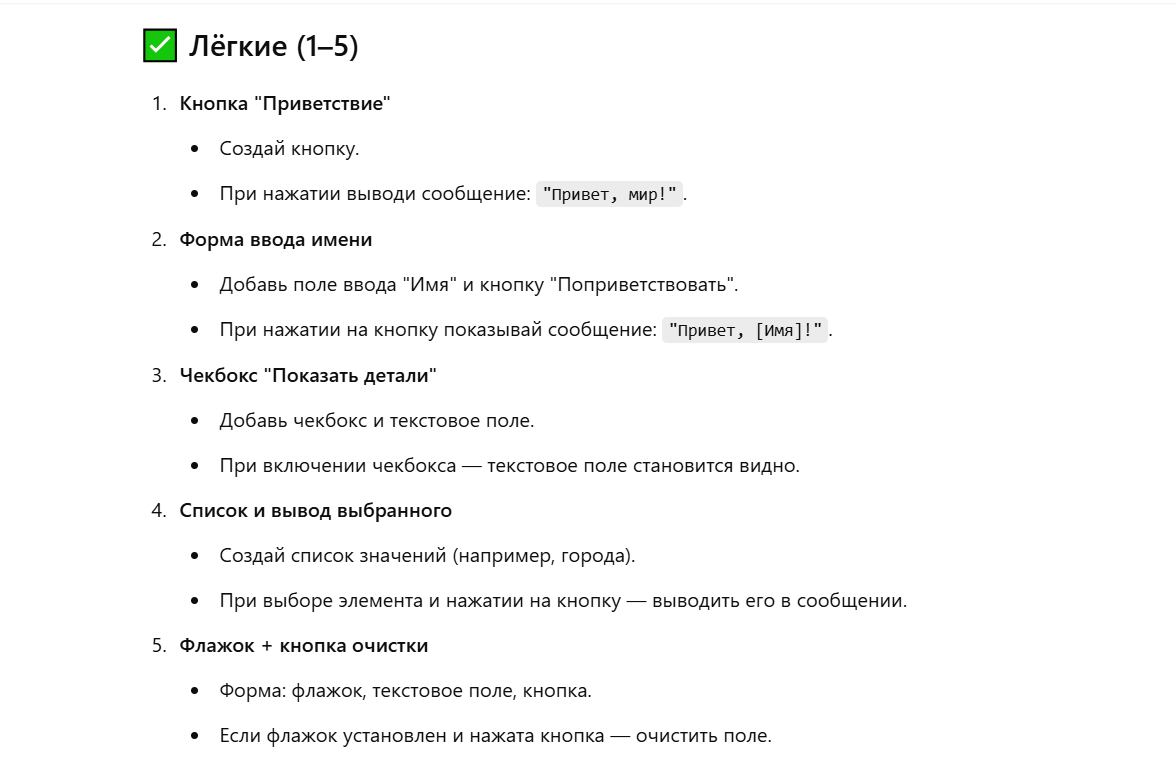 ✅ Лёгкие (1–5)
1. Кнопка "Приветствие"
• Создай кнопку.
• При нажатии выводи сообщение: "Привет, мир!".
2. Форма ввода имени
• Добавь поле ввода "Имя" и кнопку "Поприветствовать".
• При нажатии на кнопку показывай сообщение: "Привет, [Имя]!".
3. Чекбокс "Показать детали"
• Добавь чекбокс и текстовое поле.
• При включении чекбокса — текстовое поле становится видно.
4. Список и вывод выбранного
• Создай список значений (например, города).
• При выборе элемента и нажатии на кнопку — выводить его в сообщении.
5. Флажок + кнопка очистки
• Форма: флажок, текстовое поле, кнопка.
• Если флажок установлен и нажата кнопка — очистить поле.